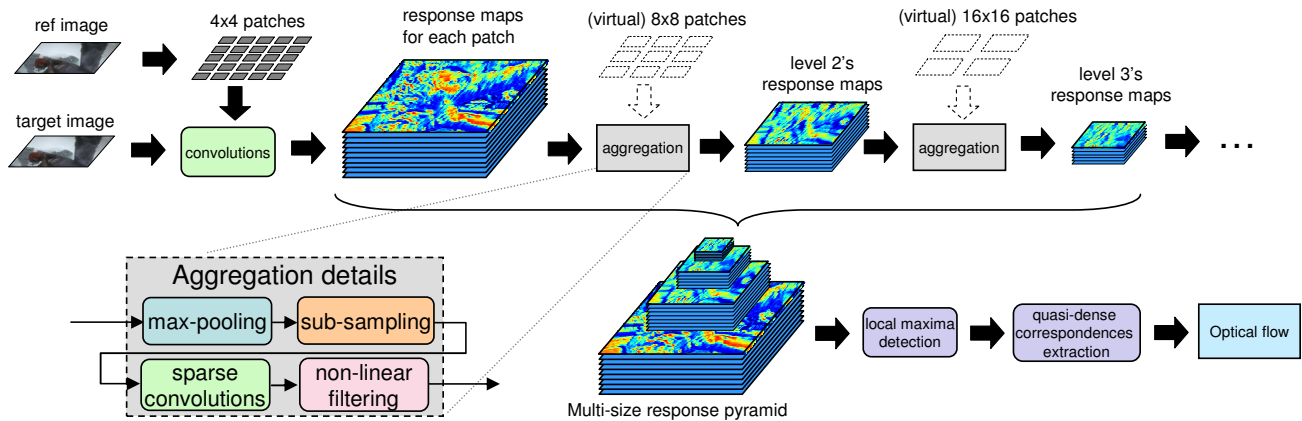 ref image
4x4 patches
response maps
for each patch
(virtual) 8x8 patches
level 2's
response maps
(virtual) 16x16 patches
level 3's
response maps
target image
convolutions
aggregation
aggregation
...
Aggregation details
max-pooling
sub-sampling
sparse
convolutions
non-linear
filtering
Multi-size response pyramid
local maxima
detection
quasi-dense
correspondences
extraction
Optical flow